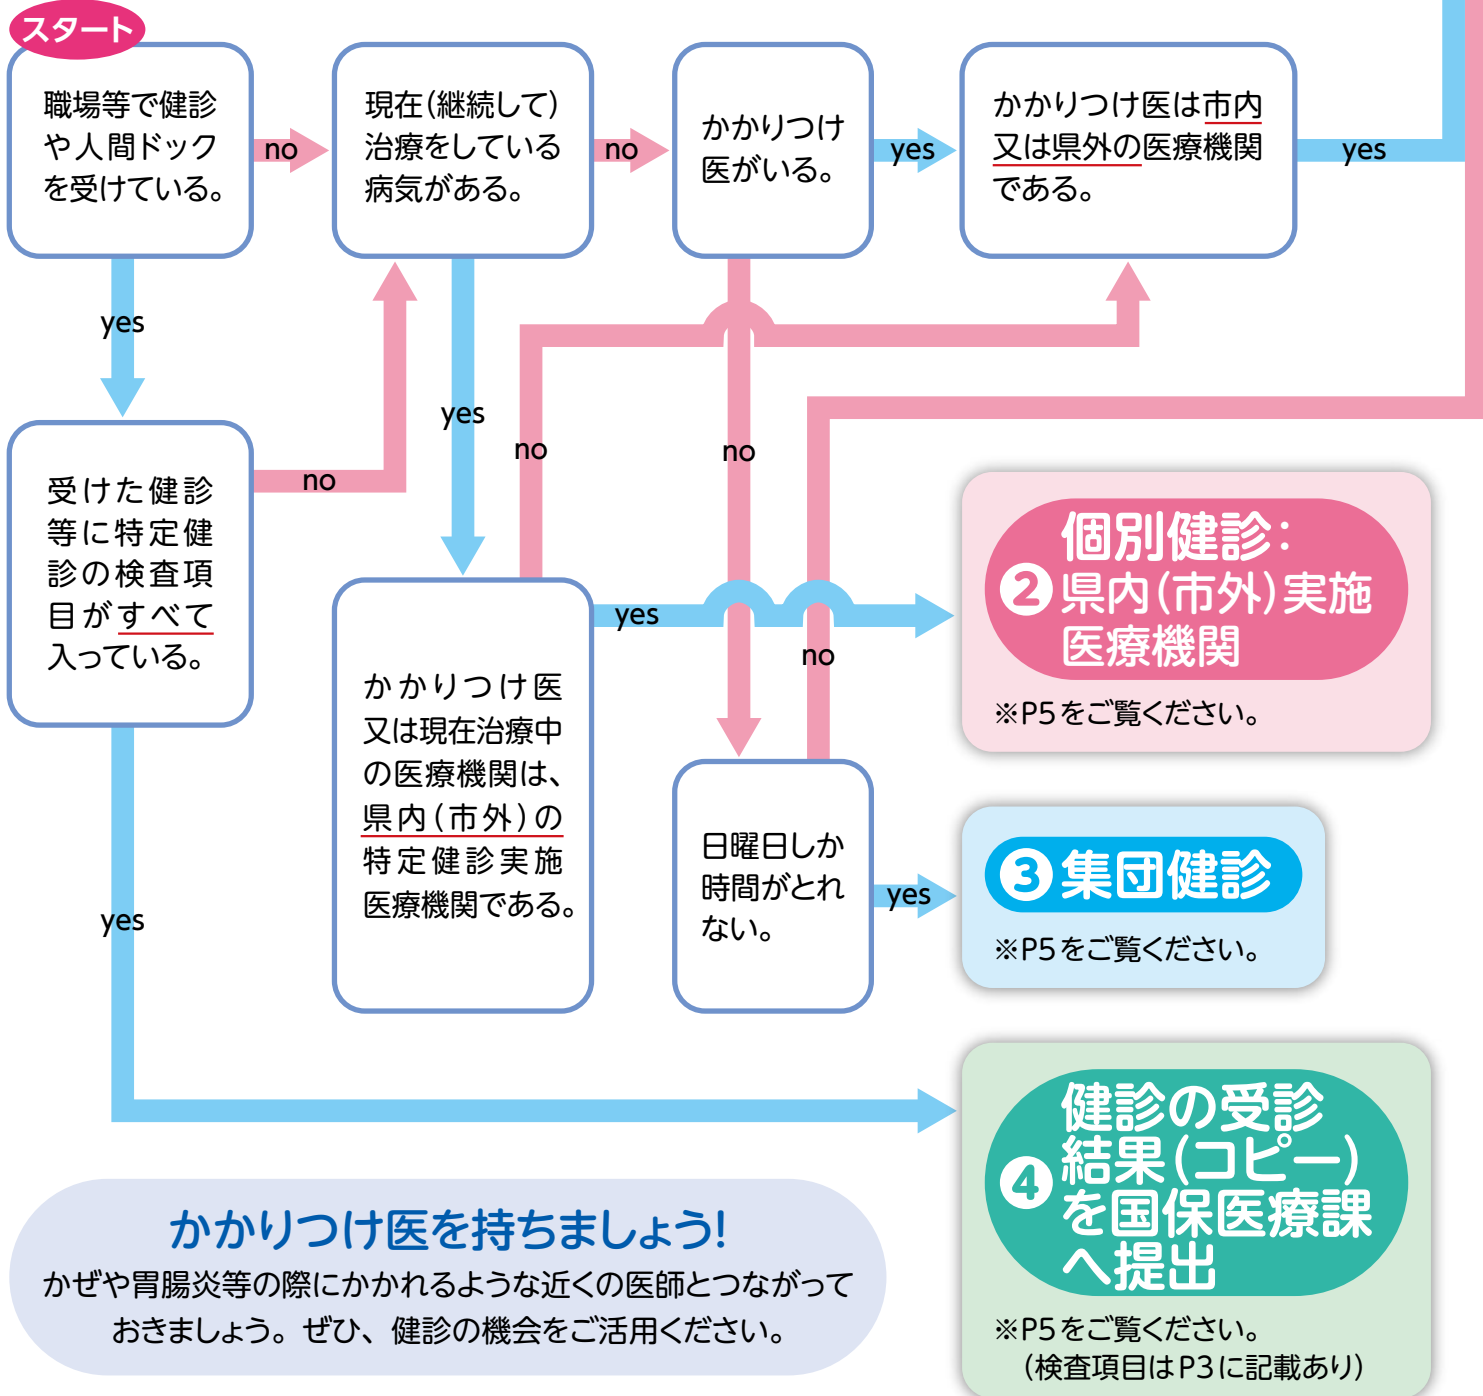 スタート
職場等で健診
や人間ドック
を受けている。
no
現在(継続して)
治療をしている
病気がある。
no
かかりつけ
医がいる。
yes
かかりつけ医は市内
又は県外の医療機関
である。
yes
yes
yes
no
no
受けた健診
等に特定健
診の検査項
目がすべて
入っている。
no
かかりつけ医
又は現在治療中
の医療機関は、
県内(市外)の
特定健診実施
医療機関である。
yes
no
日曜日しか
時間がとれ
ない。
yes
yes
❷
個別健診:
県内(市外)実施
医療機関
※P5をご覧ください。
❸集団健診
※P5をご覧ください。
❹
健診の受診
結果(コピー)
を国保医療課
へ提出
※P5をご覧ください。
(検査項目はP3に記載あり)
かかりつけ医を持ちましょう!
かぜや胃腸炎等の際にかかれるような近くの医師とつながって
おきましょう。ぜひ、健診の機会をご活用ください。